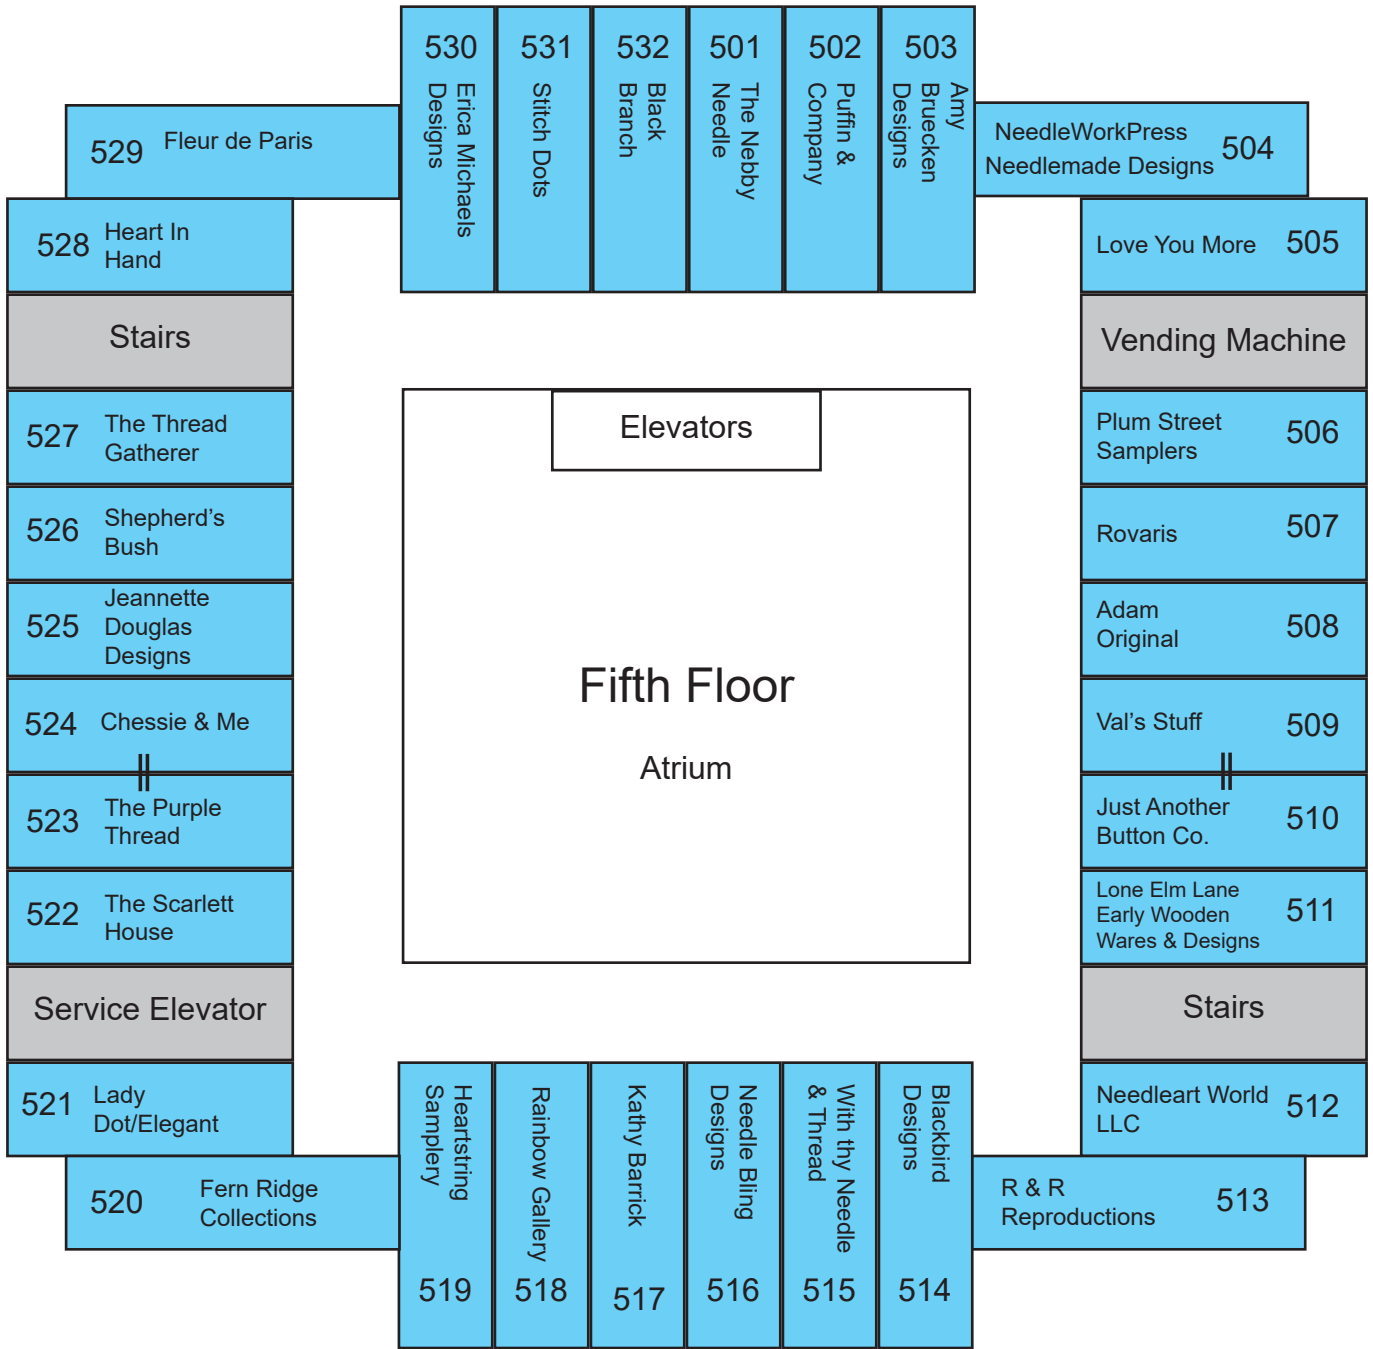 530
Erica Michaels
Designs
531
Stitch Dots
532
Black
Branch
501
The Nebby
Needle
502
Puffin &
Company
503
Amy
Bruecken
Designs
529
Fleur de Paris
NeedleWorkPress
Needlemade Designs
504
528
Heart In
Hand
Love You More
505
Stairs
Vending Machine
Elevators
527
The Thread
Gatherer
Plum Street
Samplers
506
526
Shepherd’s
Bush
Rovaris
507
525
Jeannette
Douglas
Designs
Adam
Original
508
Fifth Floor
Atrium
524
Chessie & Me
Val’s Stuff
509
523
The Purple
Thread
Just Another
Button Co.
510
522
The Scarlett
House
Lone Elm Lane
Early Wooden
Wares & Designs
511
Service Elevator
Stairs
521
Lady
Dot/Elegant
Needleart World
LLC
512
520
Fern Ridge
Collections
Heartstring
Samplery
519
Rainbow Gallery
518
Kathy Barrick
517
Needle Bling
Designs
516
With thy Needle
& Thread
515
Blackbird
Designs
514
R & R
Reproductions
513